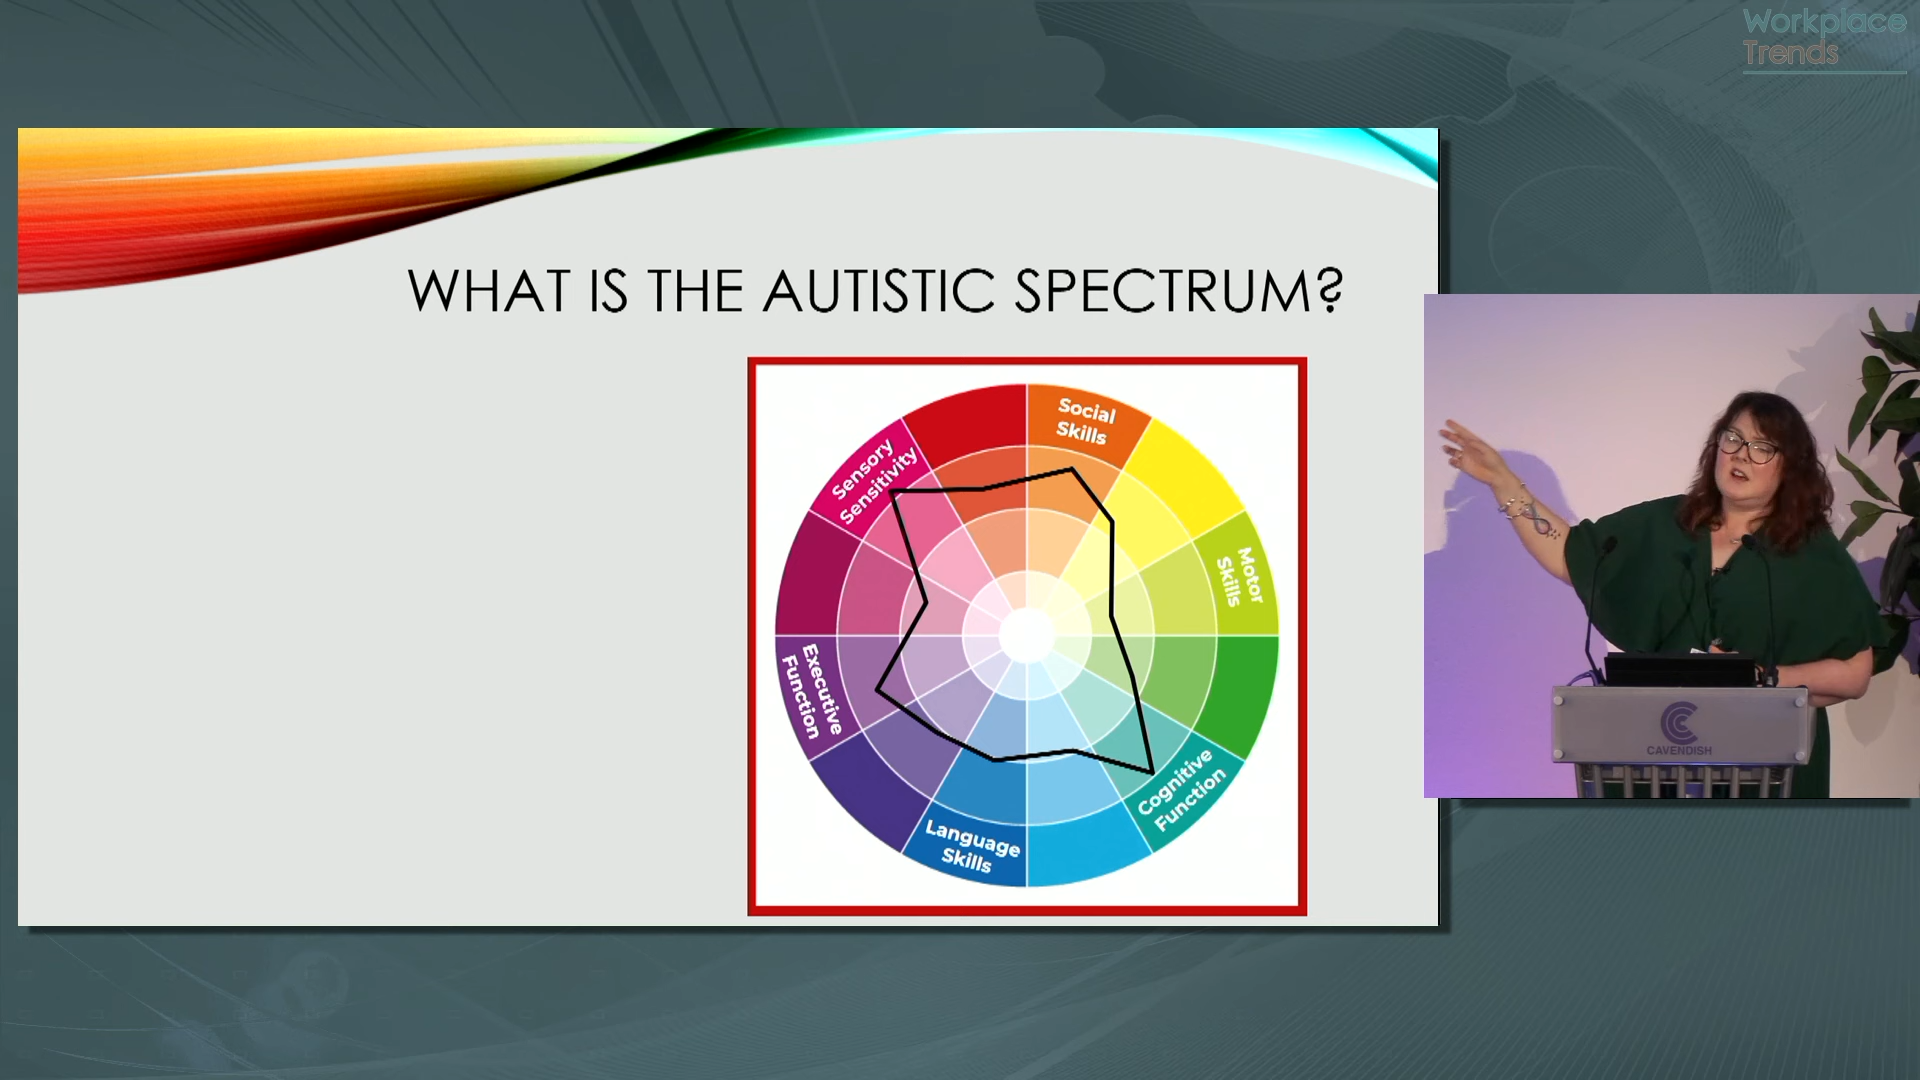 Workplace
Trends
WHAT IS THE AUTISTIC SPECTRUM?
Social
Skills
Sensory
Sensitivity
Motor
Skills
Executive
Function
Cognitive
Function
Language
Skills
CAVENDISH